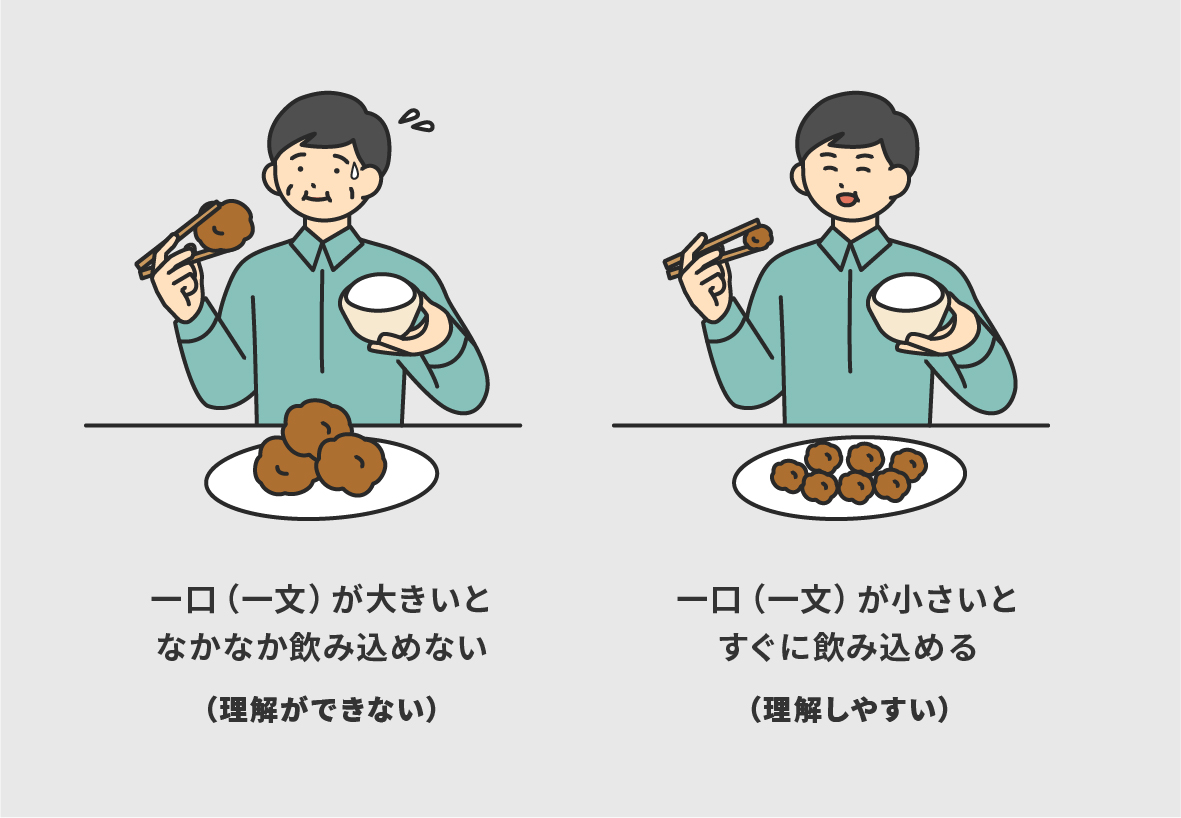 一口（一文）が大きいと
なかなか飲み込めない
（理解ができない）
一口（一文）が小さいと
すぐに飲み込める
（理解しやすい）